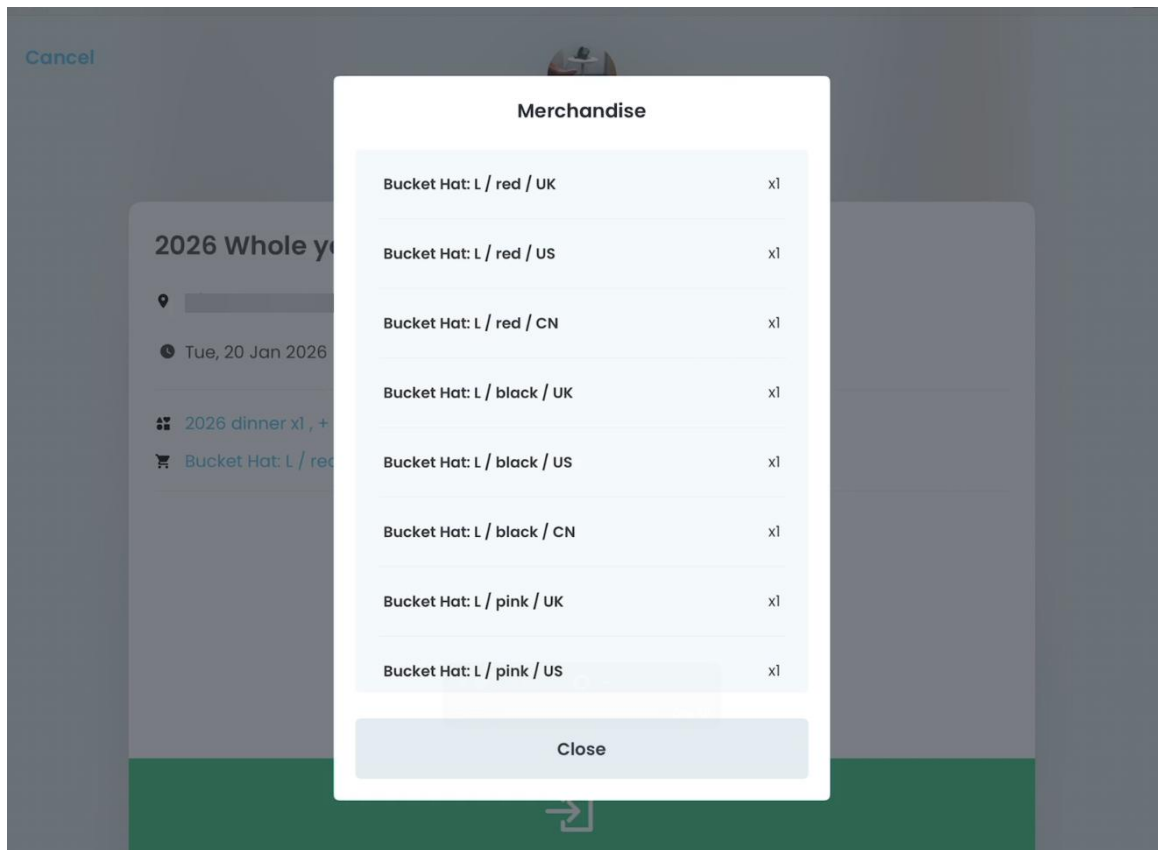 Cancel
Merchandise
Bucket Hat: L / red / UK x1
2026 Whole
Bucket Hat: L / red / US x1
Bucket Hat: L / red / CN x1
Tue, 20 Jan 2026
Bucket Hat: L / black / UK x1
2026 dinner x1 , +
Bucket Hat: L / black / US x1
Bucket Hat: L /
Bucket Hat: L / black / CN x1
Bucket Hat: L / pink / UK x1
Bucket Hat: L / pink / US x1
Close